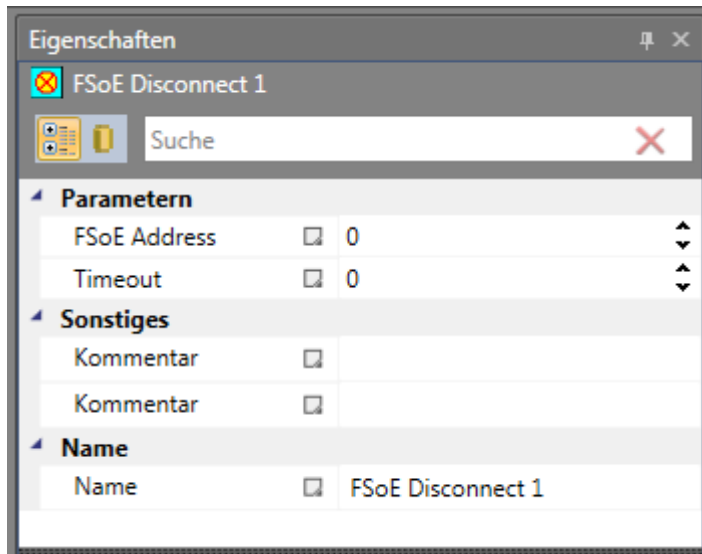 Eigenschaften
FSoE Disconnect 1
Suche
Parametern
FSoE Address 0
Timeout 0
Sonstiges
Kommentar
Kommentar
Name
Name FSoE Disconnect 1